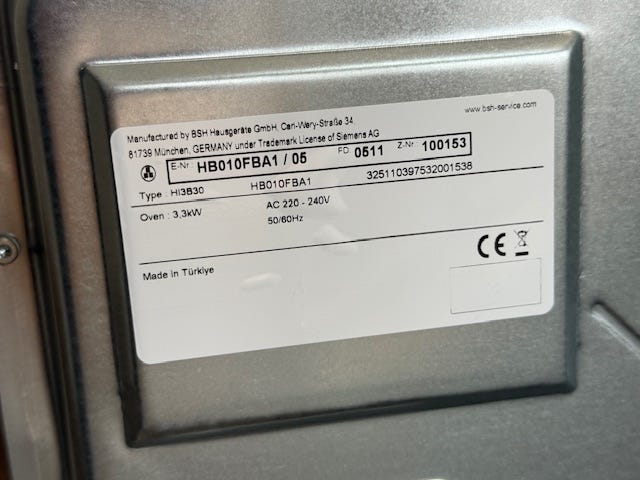 www.bsh-service.com
Manufactured by BSH Hausgeräte GmbH, Carl-Wery-Straße 34,
81739 München, GERMANY under Trademark License of Siemens AG
E-Nr. HB010FBA1 / 05 FD 0511 Z-Nr. 100153
Type : HI3B30 HB010FBA1 325110397532001538
Oven : 3,3kW AC 220 - 240V
50/60Hz
CE
Made in Türkiye